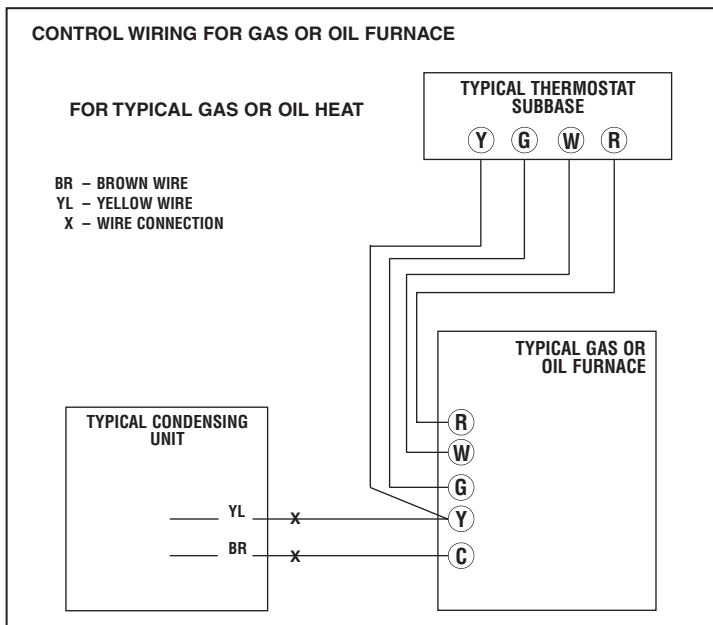 CONTROL WIRING FOR GAS OR OIL FURNACE
FOR TYPICAL GAS OR OIL HEAT
BR – BROWN WIRE
YL – YELLOW WIRE
X – WIRE CONNECTION
TYPICAL THERMOSTAT
SUBBASE
Y G W R
TYPICAL GAS OR
OIL FURNACE
R
W
G
Y
C
TYPICAL CONDENSING
UNIT
YL X
BR X